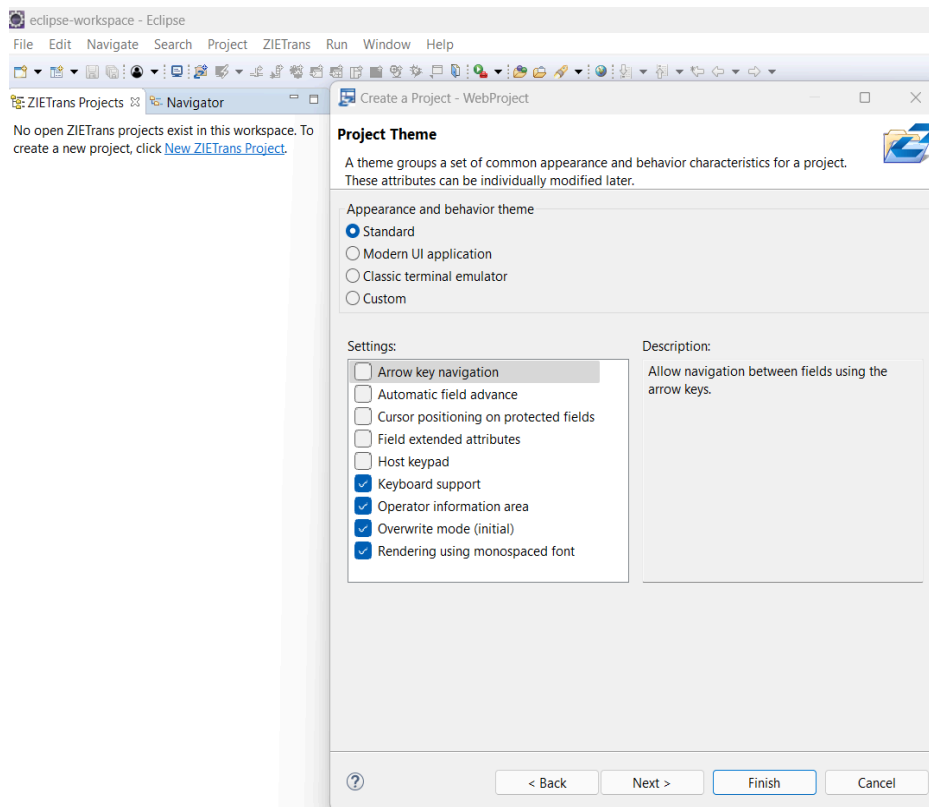 eclipse-workspace - Eclipse
File Edit Navigate Search Project ZIETrans Run Window Help
ZIETrans Projects Navigator
No open ZIETrans projects exist in this workspace. To
create a new project, click New ZIETrans Project.
Create a Project - WebProject
Project Theme
A theme groups a set of common appearance and behavior characteristics for a project.
These attributes can be individually modified later.
Appearance and behavior theme
Standard
Modern UI application
Classic terminal emulator
Custom
Settings:
Arrow key navigation
Automatic field advance
Cursor positioning on protected fields
Field extended attributes
Host keypad
Keyboard support
Operator information area
Overwrite mode (initial)
Rendering using monospaced font
Description:
Allow navigation between fields using the
arrow keys.
?
< Back Next > Finish Cancel